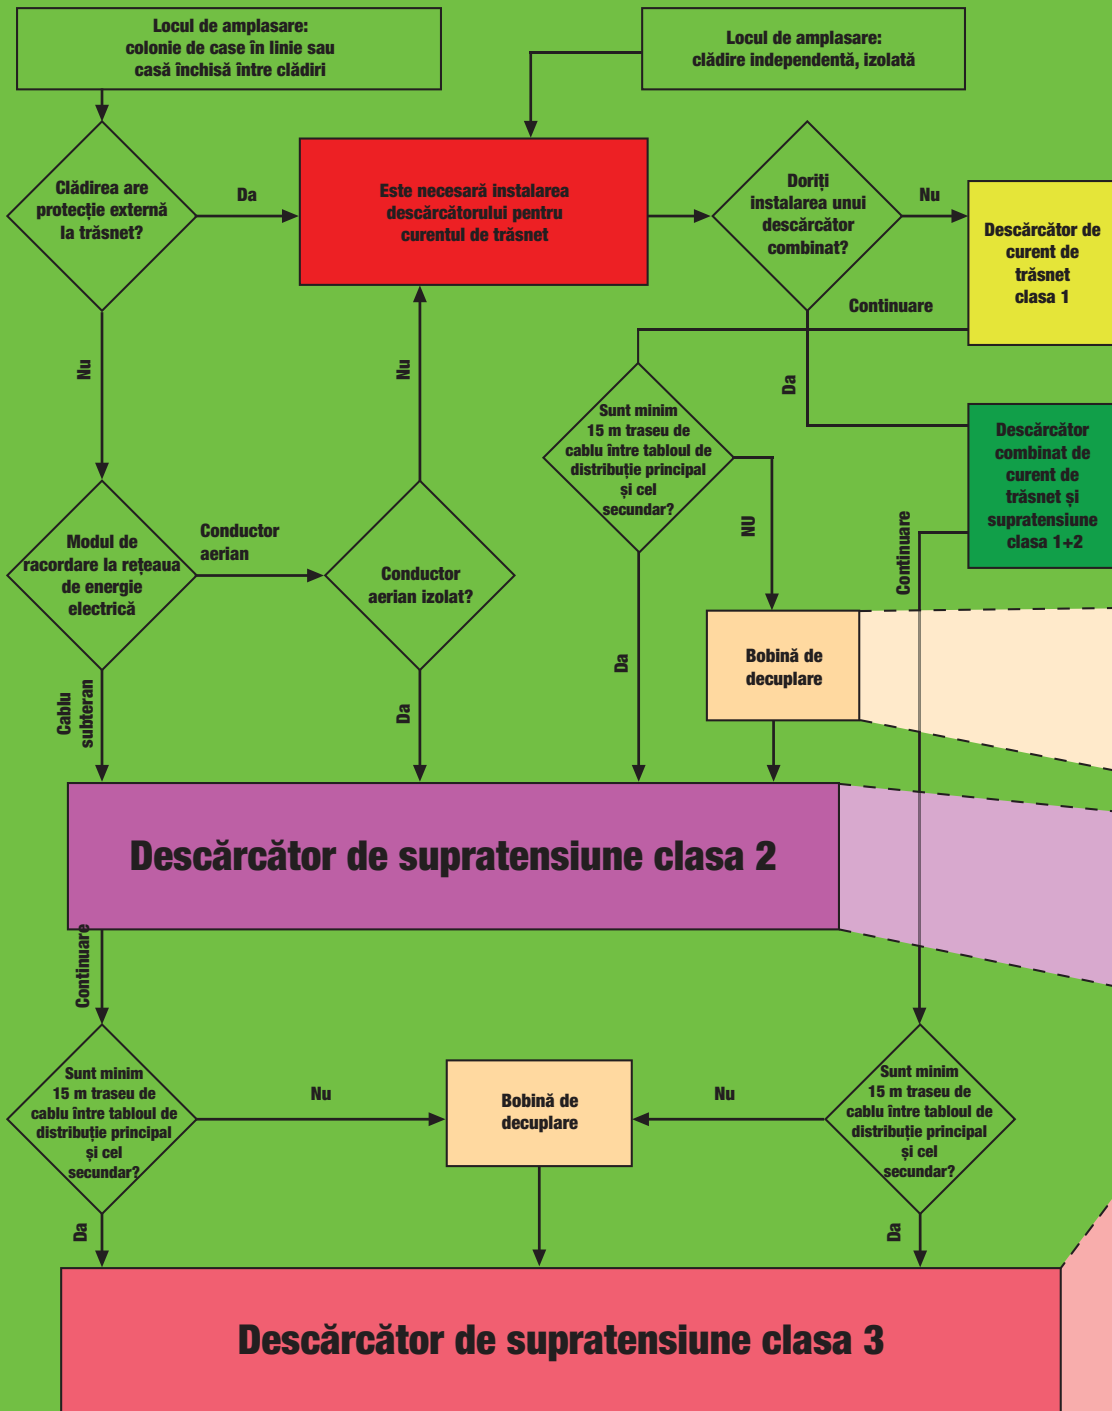 Locul de amplasare:
colonie de case în linie sau
casă închisă între clădiri
Locul de amplasare:
clădire independentă, izolată
Clădirea are
protecție externă
la trăsnet?
Da
Este necesară instalarea
descărcătorului pentru
curentul de trăsnet
Doriți
instalarea unui
descărcător
combinat?
Nu
Descărcător de
curent de
trăsnet
clasa 1
Continuare
Nu
Nu
Da
Sunt minim
15 m traseu de
cablu între tabloul de
distribuție principal
și cel
secundar?
Descărcător
combinat de
curent de
trăsnet și
supratensiune
clasa 1+2
NU
Continuare
Modul de
racordare la rețeaua
de energie
electrică
Conductor
aerian
Conductor
aerian izolat?
Cablu
subteran
Da
Da
Bobină de
decuplare
Descărcător de supratensiune clasa 2
Continuare
Sunt minim
15 m traseu de
cablu între tabloul de
distribuție principal
și cel
secundar?
Nu
Bobină de
decuplare
Nu
Sunt minim
15 m traseu de
cablu între tabloul de
distribuție principal
și cel
secundar?
Da
Da
Descărcător de supratensiune clasa 3